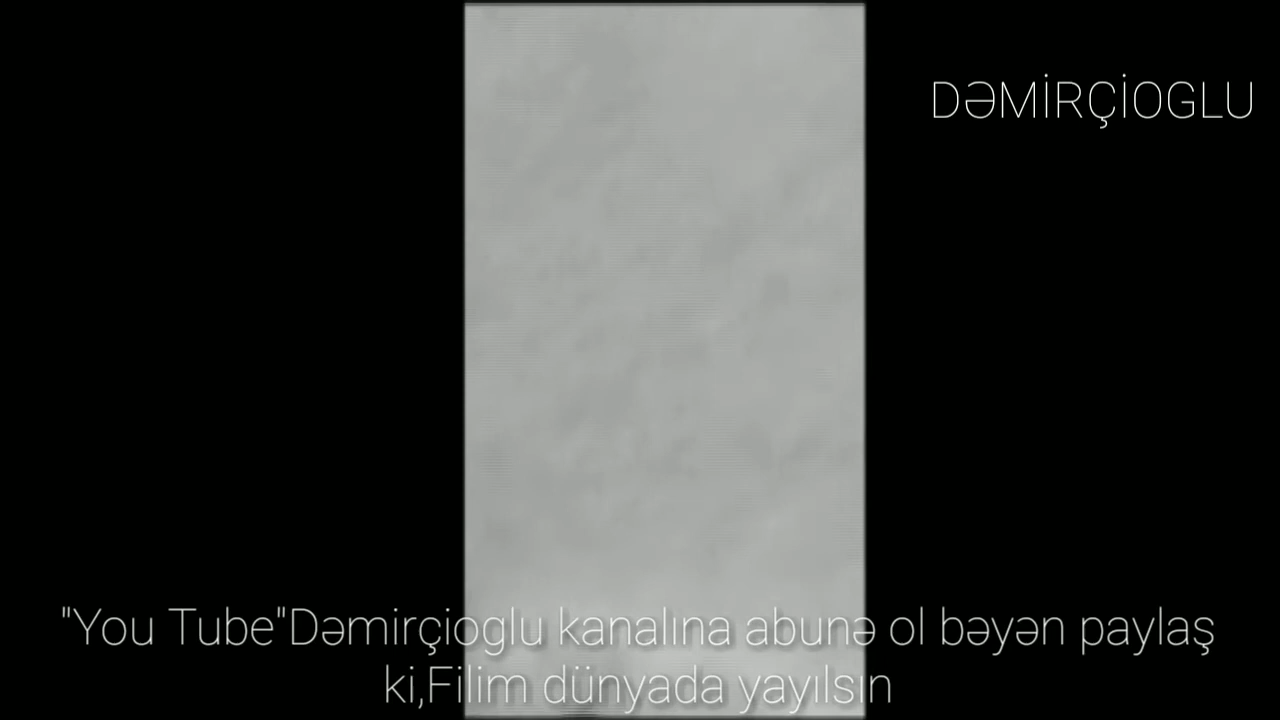 DƏMİRÇİOGLU
"You Tube"Dəmirçioglu kanalına abunə ol bəyən paylaş
ki,Filim dünyada yayılsın